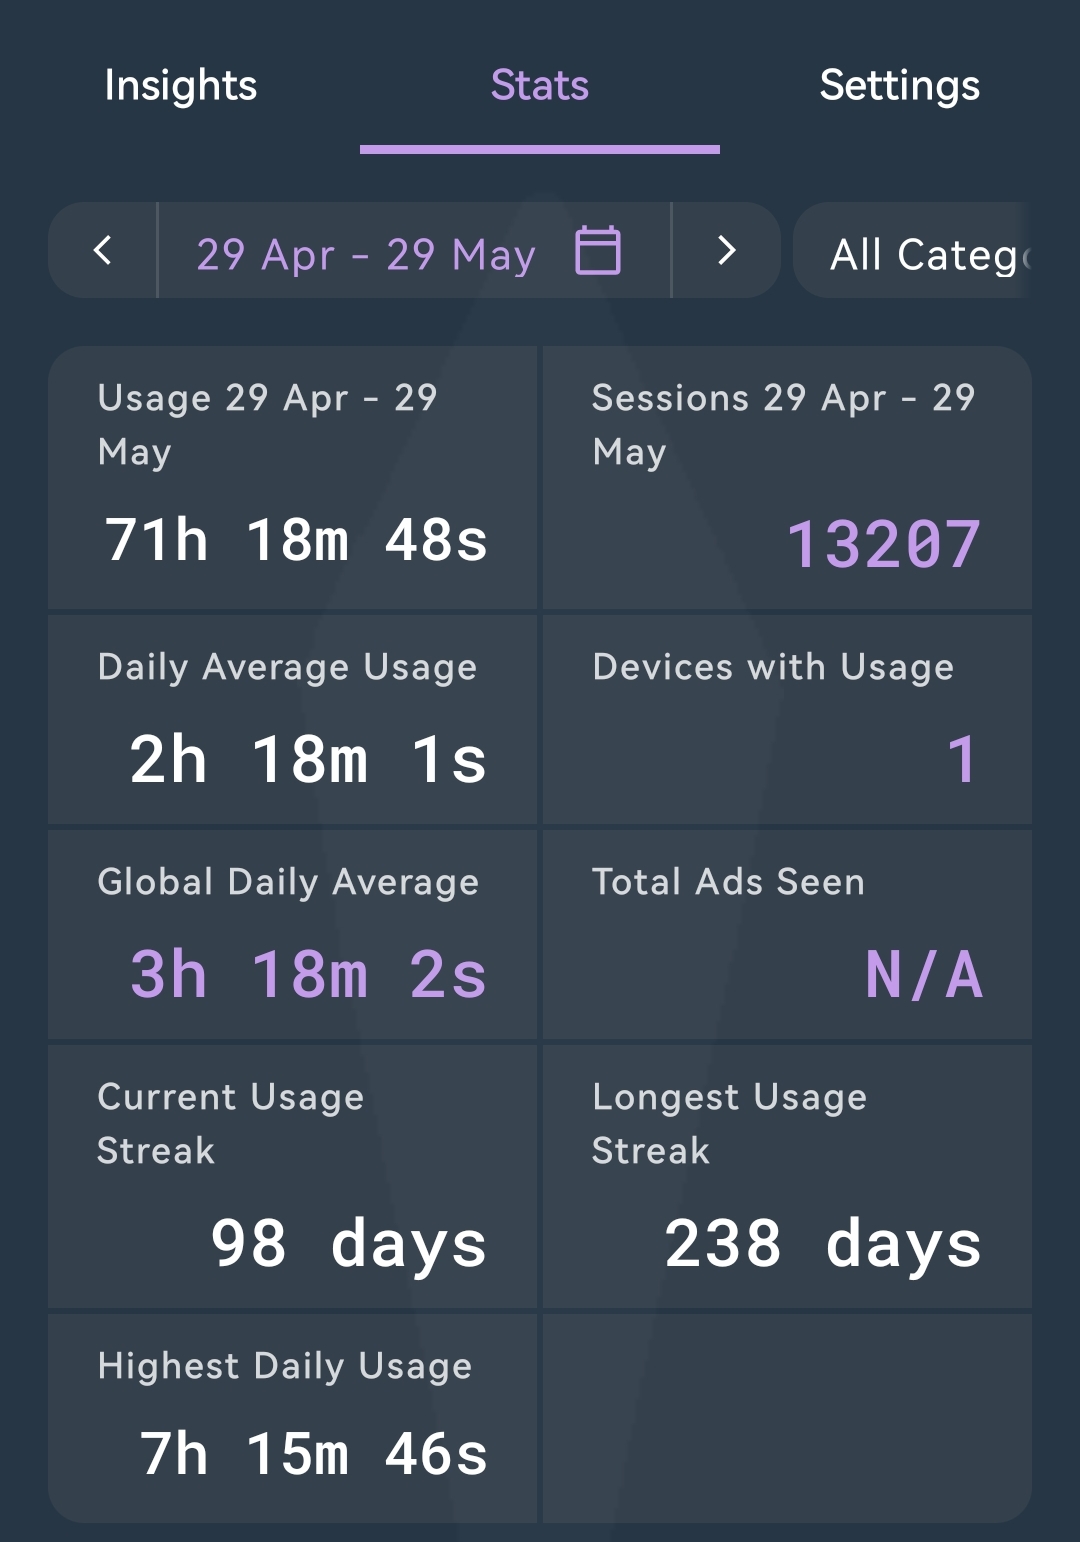 Insights
Stats
Settings
29 Apr - 29 May
All Categ
Usage 29 Apr - 29
May
71h 18m 48s
Sessions 29 Apr - 29
May
13207
Daily Average Usage
2h 18m 1s
Devices with Usage
1
Global Daily Average
3h 18m 2s
Total Ads Seen
N/A
Current Usage
Streak
98 days
Longest Usage
Streak
238 days
Highest Daily Usage
7h 15m 46s